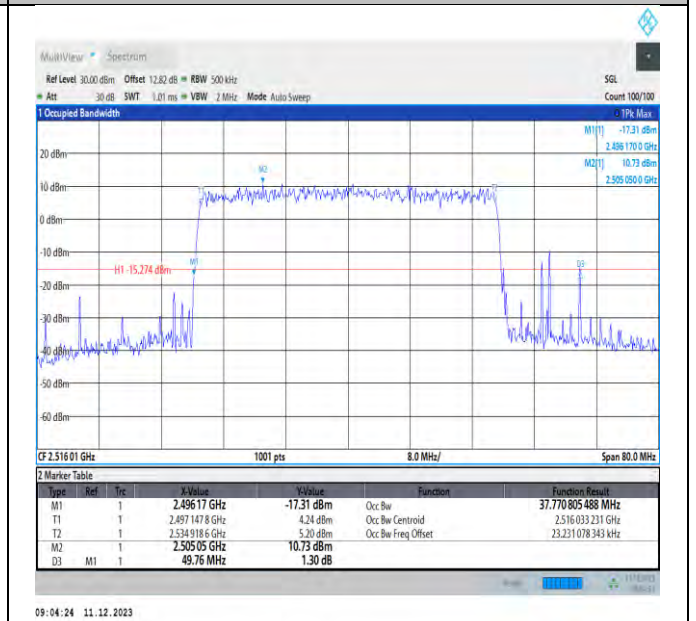 MultiView Spectrum
Ref Level 30.00 dBm Offset 12.82 dB RBW 500 kHz SGL
Att 30 dB SWT 1.01 ms VBW 2 MHz Mode Auto Sweep Count 100/100
1 Occupied Bandwidth 1Pk Max
M1[1] -17.31 dBm
2.496 170 0 GHz
M2[1] 10.73 dBm
2.505 050 0 GHz
20 dBm
M2
10 dBm
0 dBm
-10 dBm
H1 -15.274 dBm M1 D3
-20 dBm
-30 dBm
-40 dBm
-50 dBm
-60 dBm
CF 2.516 01 GHz 1001 pts 8.0 MHz/ Span 80.0 MHz
2 Marker Table
Type Ref Trc X-Value Y-Value Function Function Result
M1 1 2.496 17 GHz -17.31 dBm Occ Bw 37.770 805 488 MHz
T1 1 2.497 147 8 GHz 4.24 dBm Occ Bw Centroid 2.516 033 231 GHz
T2 1 2.534 918 6 GHz 5.20 dBm Occ Bw Freq Offset 23.231 078 343 kHz
M2 1 2.505 05 GHz 10.73 dBm
D3 M1 1 49.76 MHz 1.30 dB
09:04:24 11.12.2023